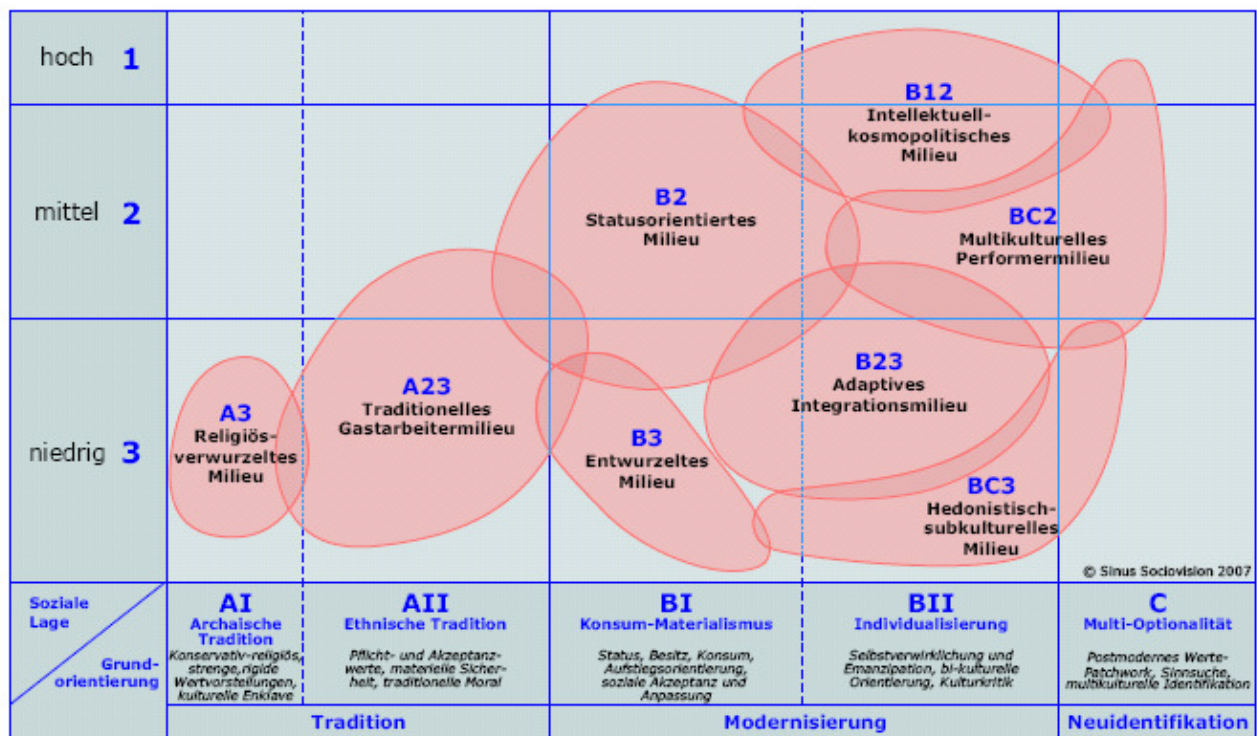 hoch 1
B12
Intellektuell-
kosmopolitisches
Milieu
mittel 2
B2
Statusorientiertes
Milieu
BC2
Multikulturelles
Performermilieu
niedrig 3
A3
Religiös-
verwurzeltes
Milieu
A23
Traditionelles
Gastarbeitermilieu
B3
Entwurzeltes
Milieu
B23
Adaptives
Integrationsmilieu
BC3
Hedonistisch-
subkulturelles
Milieu
© Sinus Sociovision 2007
Soziale
Lage
Grund-
orientierung
AI
Archaische
Tradition
Konservativ-religiös,
strenge,rigide
Wertvorstellungen,
kulturelle Enklave
AII
Ethnische Tradition
Pflicht- und Akzeptanz-
werte, materielle Sicher-
heit, traditionelle Moral
BI
Konsum-Materialismus
Status, Besitz, Konsum,
Aufstiegsorientierung,
soziale Akzeptanz und
Anpassung
BII
Individualisierung
Selbstverwirklichung und
Emanzipation, bi-kulturelle
Orientierung, Kulturkritik
C
Multi-Optionalität
Postmodernes Werte-
Patchwork, Sinnsuche,
multikulturelle Identifikation
Tradition
Modernisierung
Neuidentifikation